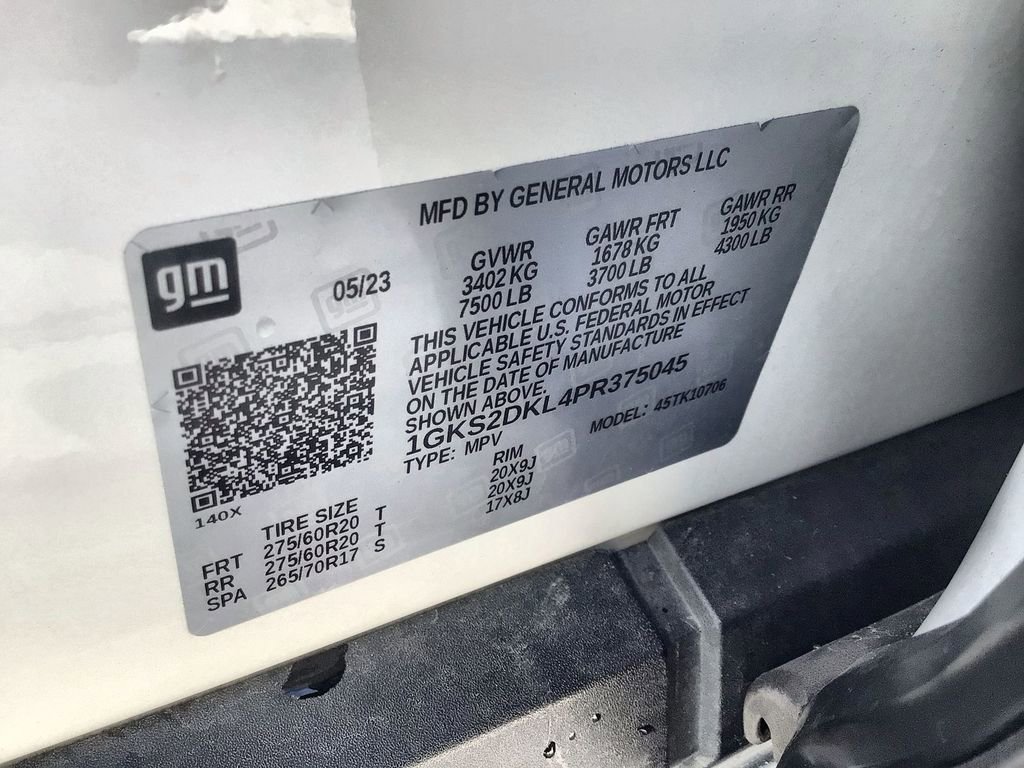 MFD BY GENERAL MOTORS LLC
gm
05/23
GVWR
3402 KG
7500 LB
GAWR FRT
1678 KG
3700 LB
GAWR RR
1950 KG
4300 LB
THIS VEHICLE CONFORMS TO ALL
APPLICABLE U.S. FEDERAL MOTOR
VEHICLE SAFETY STANDARDS IN EFFECT
ON THE DATE OF MANUFACTURE
SHOWN ABOVE.
1GKS2DKL4PR375045
TYPE: MPV
MODEL: 45TK10706
140X
TIRE SIZE RIM
FRT 275/60R20 T 20X9J
RR 275/60R20 T 20X9J
SPA 265/70R17 S 17X8J